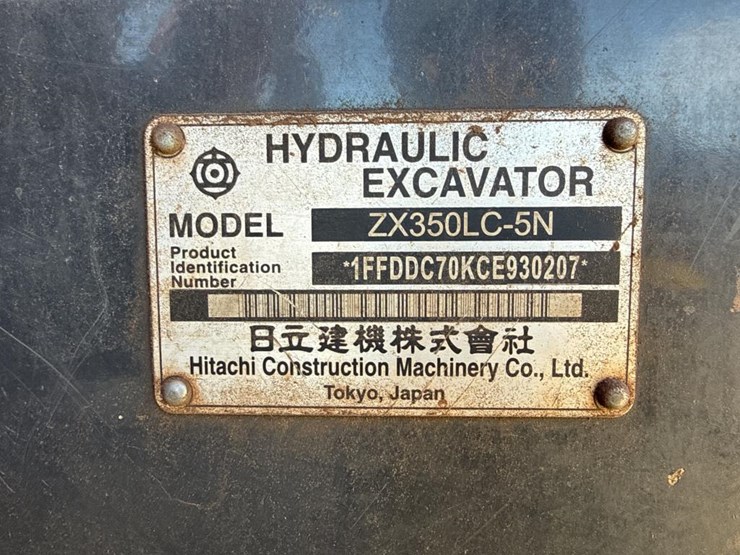 HYDRAULIC
EXCAVATOR
MODEL ZX350LC-5N
Product
Identification
Number
*1FFDDC70KCE930207*
日立建機株式會社
Hitachi Construction Machinery Co., Ltd.
Tokyo, Japan